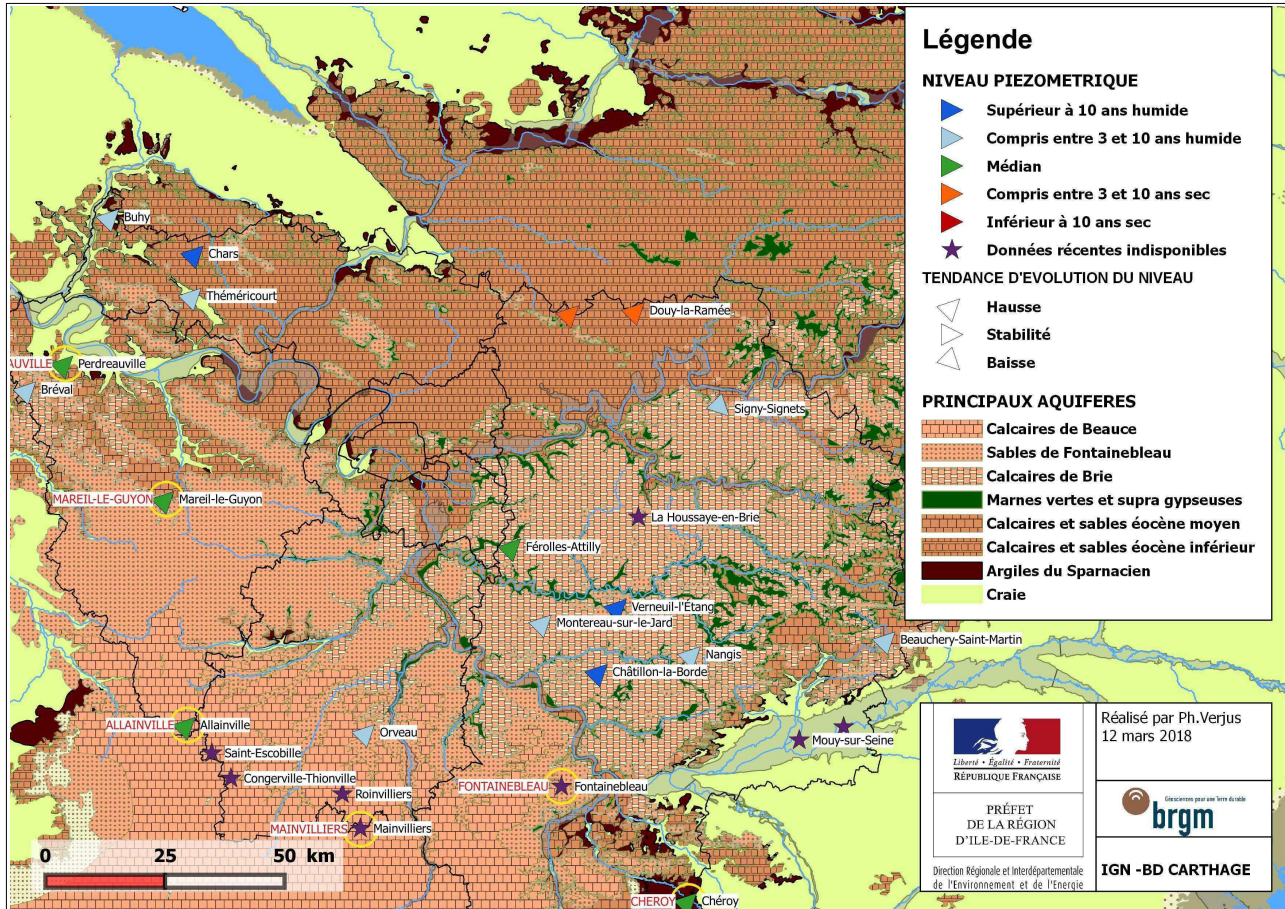 Légende
NIVEAU PIEZOMETRIQUE
Supérieur à 10 ans humide
Compris entre 3 et 10 ans humide
Médian
Compris entre 3 et 10 ans sec
Inférieur à 10 ans sec
Données récentes indisponibles
TENDANCE D'EVOLUTION DU NIVEAU
Hausse
Stabilité
Baisse
PRINCIPAUX AQUIFERES
Calcaires de Beauce
Sables de Fontainebleau
Calcaires de Brie
Marnes vertes et supra gypseuses
Calcaires et sables éocène moyen
Calcaires et sables éocène inférieur
Argiles du Sparnacien
Craie
Buhy
Chars
Théméricourt
Douy-la-Ramée
AUVILLE
Perdreauville
Bréval
Signy-Signets
MAREIL-LE-GUYON
Mareil-le-Guyon
La Houssaye-en-Brie
Férolles-Attilly
Verneuil-l'Étang
Montereau-sur-le-Jard
Beauchery-Saint-Martin
Nangis
Châtillon-la-Borde
ALLAINVILLE
Allainville
Orveau
Saint-Escobille
Mouy-sur-Seine
Congerville-Thionville
FONTAINEBLEAU
Fontainebleau
Roinvilliers
MAINVILLIERS
Mainvilliers
CHEROY
Chéroy
0 25 50 km
Liberté • Égalité • Fraternité
RÉPUBLIQUE FRANÇAISE
PRÉFET
DE LA RÉGION
D'ILE-DE-FRANCE
Direction Régionale et Interdépartementale
de l'Environnement et de l'Energie
Réalisé par Ph.Verjus
12 mars 2018
Géosciences pour une Terre durable
brgm
IGN -BD CARTHAGE